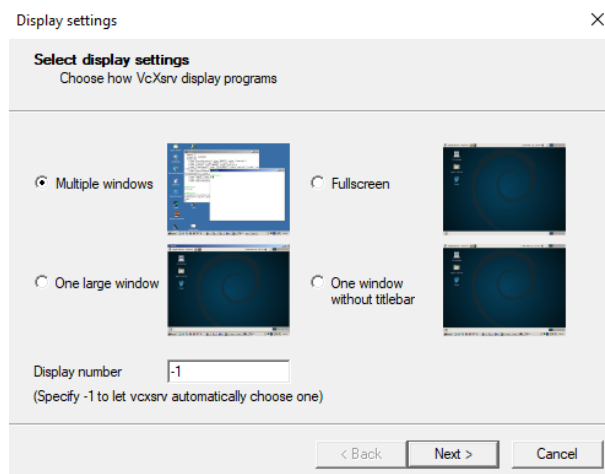 Display settings
Select display settings
Choose how VcXsrv display programs
Multiple windows
Fullscreen
One large window
One window
without titlebar
Display number
-1
(Specify -1 to let vcxsrv automatically choose one)
< Back
Next >
Cancel